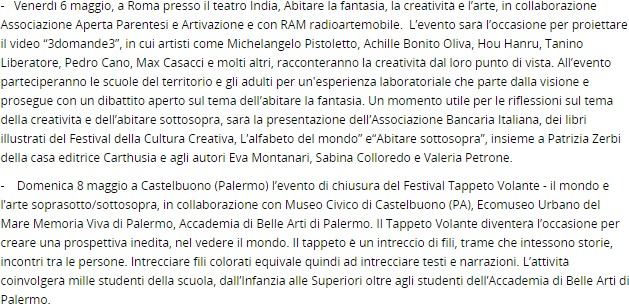 -   Venerdì 6 maggio, a Roma presso il teatro India, Abitare la fantasia, la creatività e l'arte, in collaborazione
Associazione Aperta Parentesi e Artivazione e con RAM radioartemobile.  L'evento sarà l'occasione per proiettare
il video “3domande3”, in cui artisti come Michelangelo Pistoletto, Achille Bonito Oliva, Hou Hanru, Tanino
Liberatore, Pedro Cano, Max Casacci e molti altri, racconteranno la creatività dal loro punto di vista. All'evento
parteciperanno le scuole del territorio e gli adulti per un'esperienza laboratoriale che parte dalla visione e
prosegue con un dibattito aperto sul tema dell'abitare la fantasia. Un momento utile per le riflessioni sul tema
della creatività e dell'abitare sottosopra, sarà la presentazione dell'Associazione Bancaria Italiana, dei libri
illustrati del Festival della Cultura Creativa, L'alfabeto del mondo” e“Abitare sottosopra”, insieme a Patrizia Zerbi
della casa editrice Carthusia e agli autori Eva Montanari, Sabina Colloredo e Valeria Petrone.
-   Domenica 8 maggio a Castelbuono (Palermo) l'evento di chiusura del Festival Tappeto Volante - il mondo e
l'arte soprasotto/sottosopra, in collaborazione con Museo Civico di Castelbuono (PA), Ecomuseo Urbano del
Mare Memoria Viva di Palermo, Accademia di Belle Arti di Palermo. Il Tappeto Volante diventerà l'occasione per
creare una prospettiva inedita, nel vedere il mondo. Il tappeto è un intreccio di fili, trame che intessono storie,
incontri tra le persone. Intrecciare fili colorati equivale quindi ad intrecciare testi e narrazioni. L'attività
coinvolgerà mille studenti della scuola, dall'Infanzia alle Superiori oltre agli studenti dell'Accademia di Belle Arti di
Palermo.